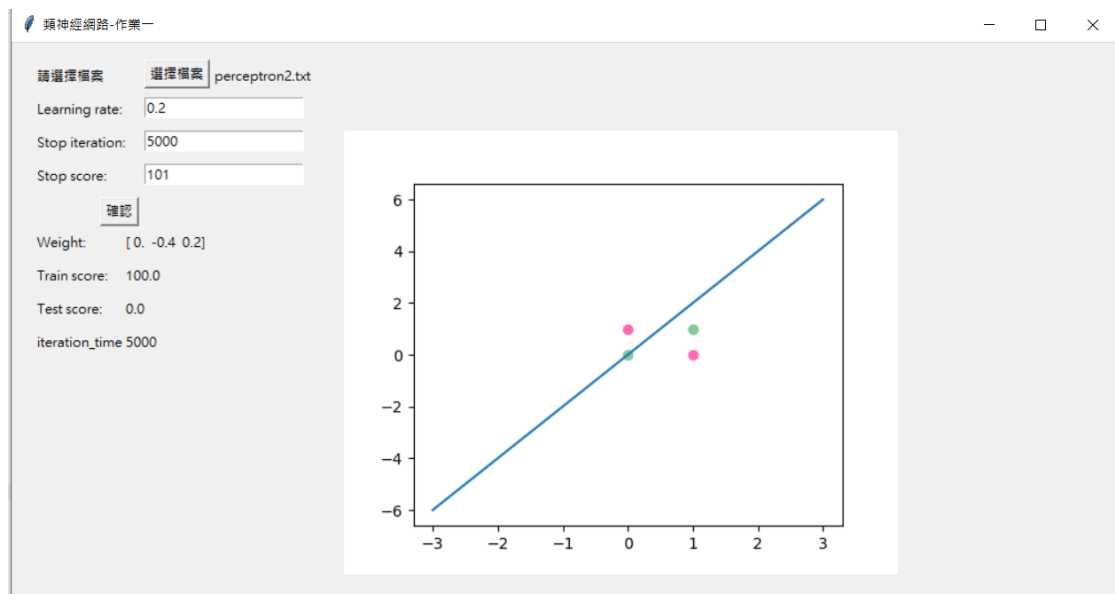 類神經網路-作業一
請選擇檔案 選擇檔案 perceptron2.txt
Learning rate: 0.2
Stop iteration: 5000
Stop score: 101
確認
Weight: [ 0. -0.4 0.2]
Train score: 100.0
Test score: 0.0
iteration_time 5000
6
4
2
0
−2
−4
−6
−3 −2 −1 0 1 2 3